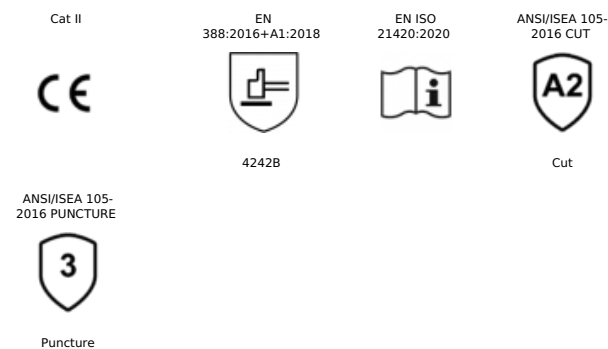 Cat II
EN
388:2016+A1:2018
EN ISO
21420:2020
ANSI/ISEA 105-
2016 CUT
CE
i
A2
4242B
Cut
ANSI/ISEA 105-
2016 PUNCTURE
3
Puncture